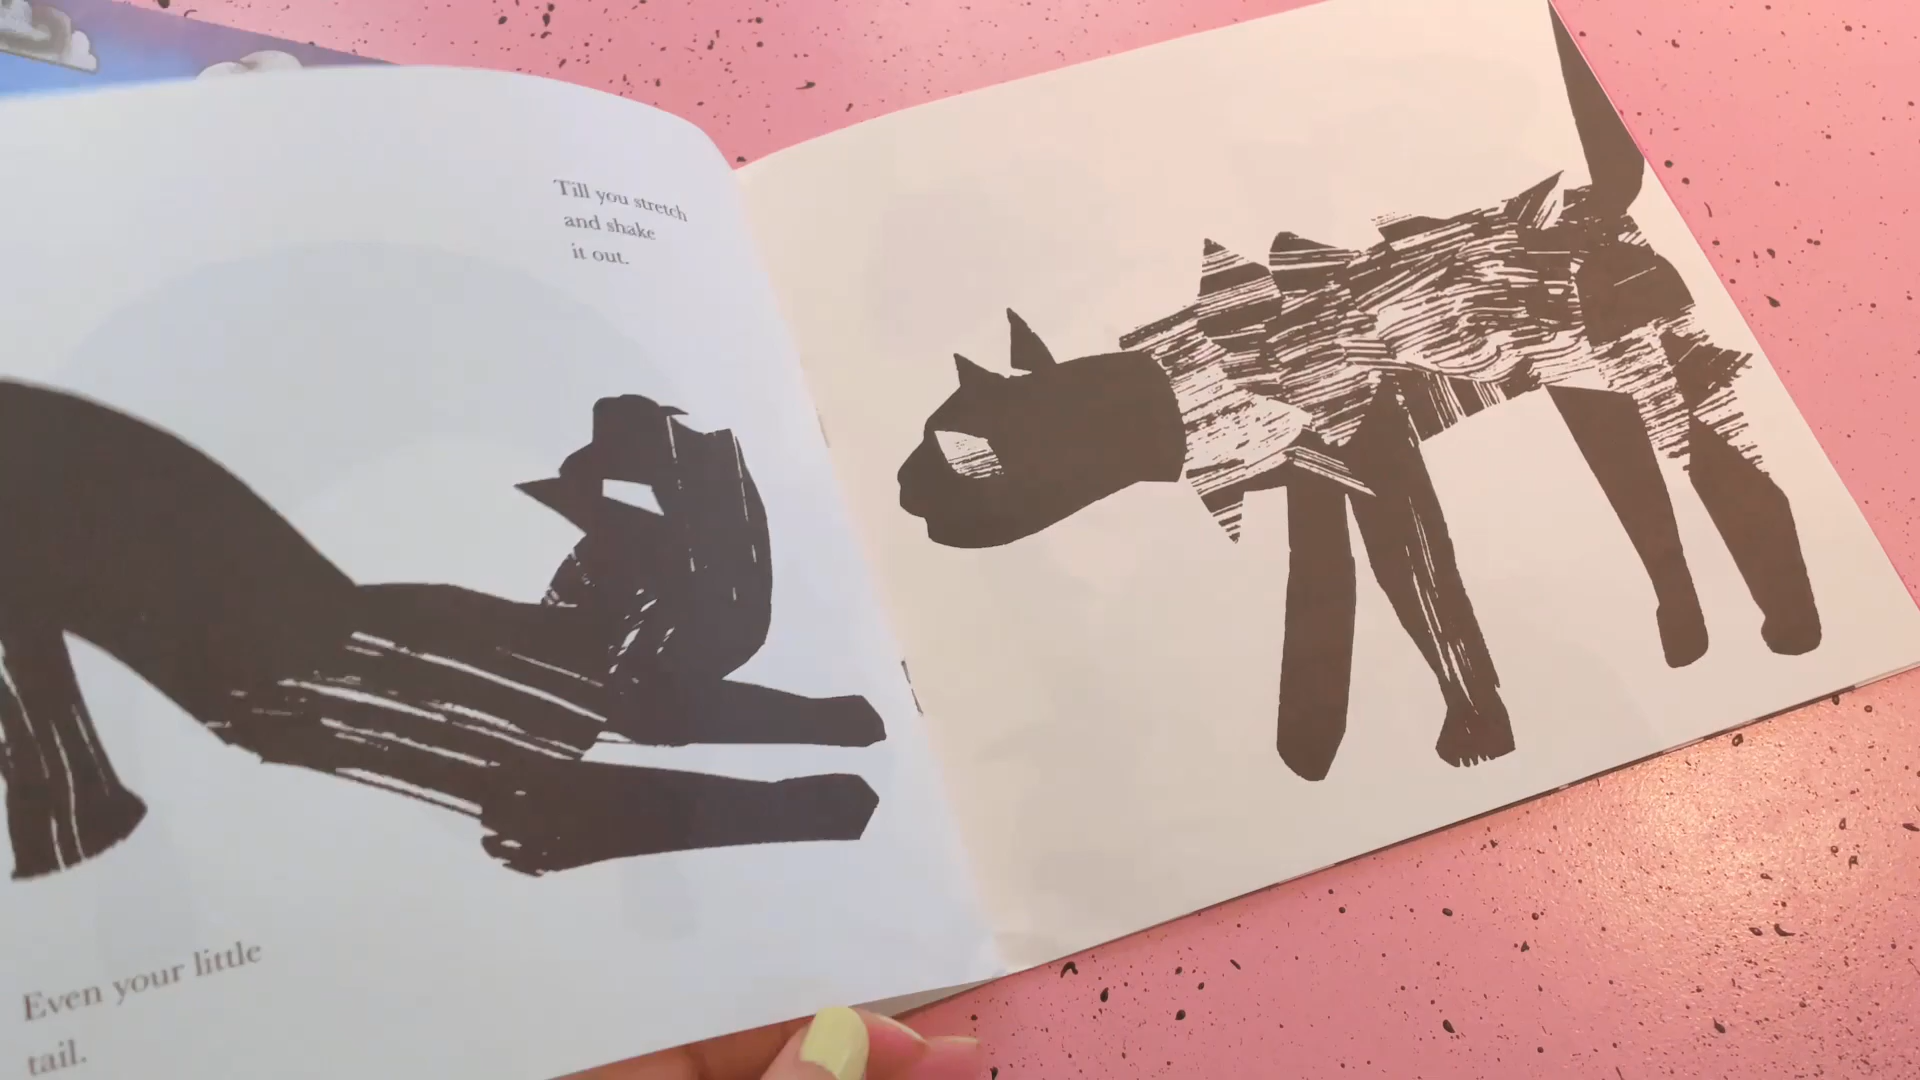 Till you stretch
and shake
it out.
Even your little
tail.